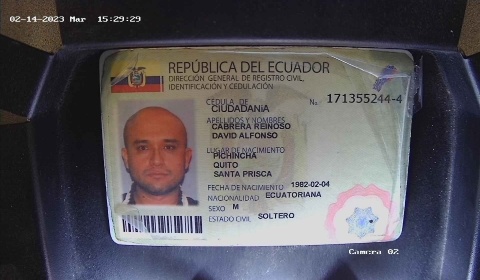 02-14-2023 Mar 15:29:29
REPÚBLICA DEL ECUADOR
DIRECCIÓN GENERAL DE REGISTRO CIVIL,
IDENTIFICACIÓN Y CEDULACIÓN
CÉDULA DE No. 171355244-4
CIUDADANÍA
APELLIDOS Y NOMBRES
CABRERA REINOSO
DAVID ALFONSO
LUGAR DE NACIMIENTO
PICHINCHA
QUITO
SANTA PRISCA
FECHA DE NACIMIENTO 1982-02-04
NACIONALIDAD ECUATORIANA
SEXO M
ESTADO CIVIL SOLTERO
Camera 02